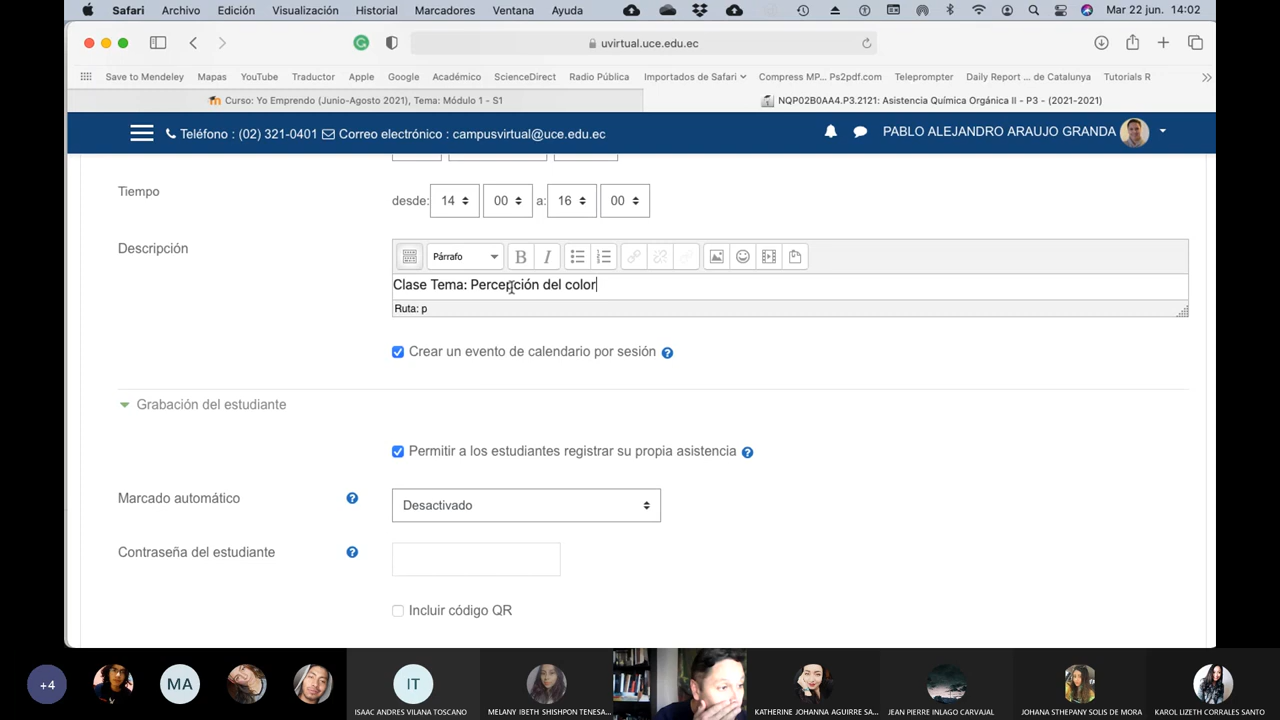 Safari Archivo Edición Visualización Historial Marcadores Ventana Ayuda Mar 22 jun. 14:02
uvirtual.uce.edu.ec
Save to Mendeley Mapas YouTube Traductor Apple Google Académico ScienceDirect Radio Pública Importados de Safari Compress MP... Ps2pdf.com Teleprompter Daily Report ... de Catalunya Tutorials R
Curso: Yo Emprendo (Junio-Agosto 2021), Tema: Módulo 1 - S1 NQP02B0AA4.P3.2121: Asistencia Química Orgánica II - P3 - (2021-2021)
Teléfono : (02) 321-0401 Correo electrónico : campusvirtual@uce.edu.ec PABLO ALEJANDRO ARAUJO GRANDA
Tiempo desde: 14 00 a: 16 00
Descripción
Párrafo B I
Clase Tema: Percepción del color
Ruta: p
Crear un evento de calendario por sesión
Grabación del estudiante
Permitir a los estudiantes registrar su propia asistencia
Marcado automático Desactivado
Contraseña del estudiante
Incluir código QR
+4 MA IT
ISAAC ANDRES VILANA TOSCANO MELANY IBETH SHISHPON TENESA... KATHERINE JOHANNA AGUIRRE SA... JEAN PIERRE INLAGO CARVAJAL JOHANA STHEPANY SOLIS DE MORA KAROL LIZETH CORRALES SANTO